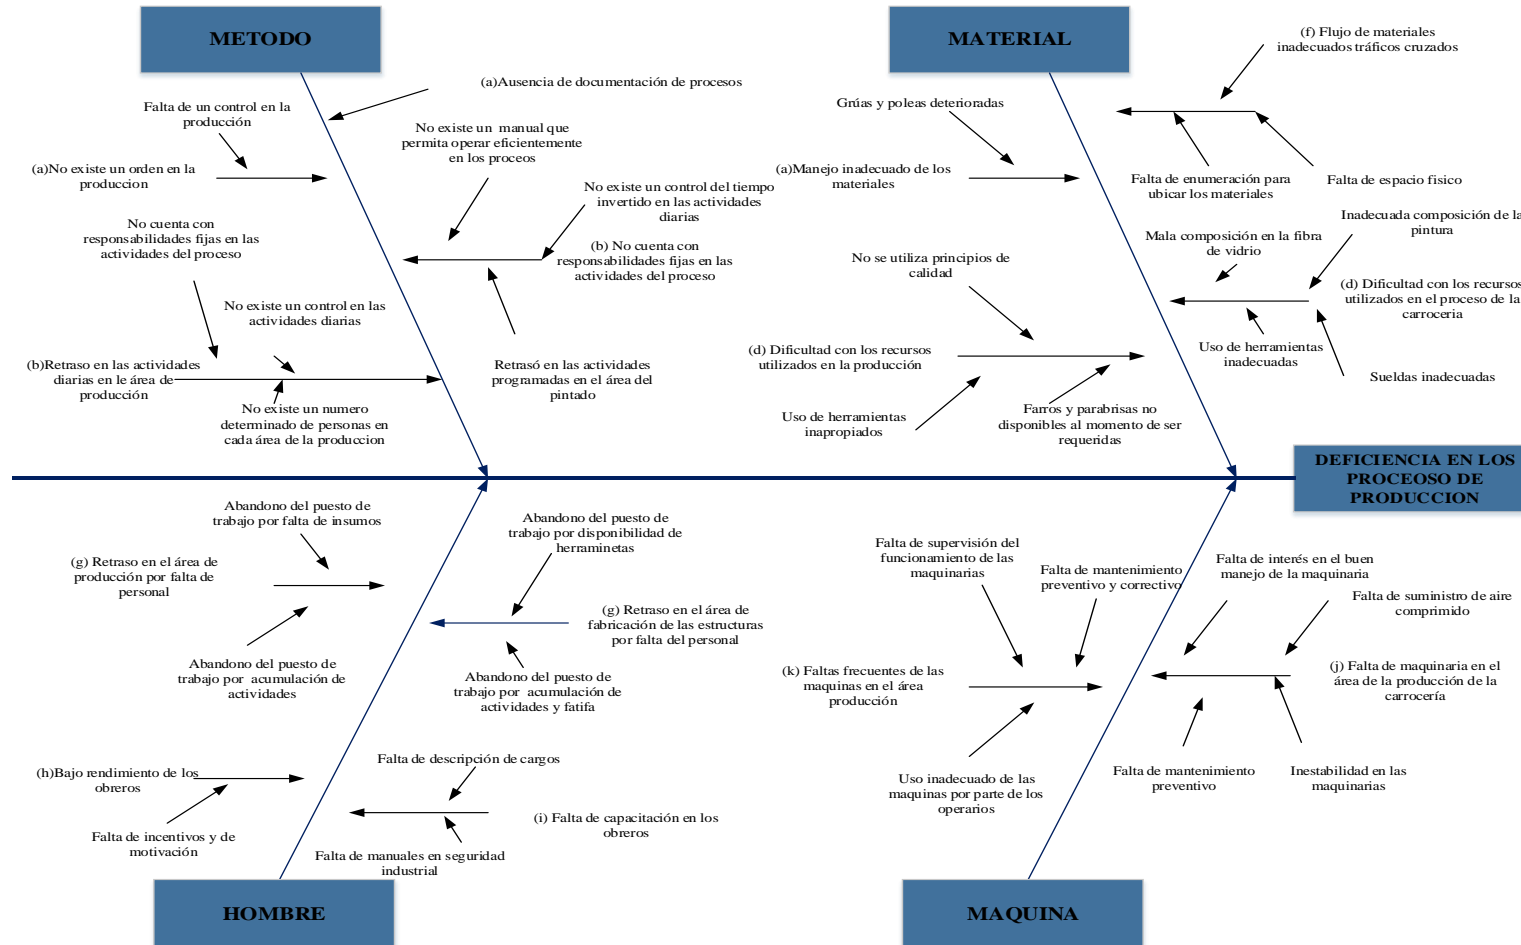 METODO
MATERIAL
(f) Flujo de materiales
inadecuados tráficos cruzados
(a)Ausencia de documentación de procesos
Falta de un control en la
producción
Grúas y poleas deterioradas
No existe un manual que
permita operar eficientemente
en los proceos
(a)No existe un orden en la
produccion
(a)Manejo inadecuado de los
materiales
Falta de enumeración para
ubicar los materiales
Falta de espacio fisico
No existe un control del tiempo
invertido en las actividades
diarias
No cuenta con
responsabilidades fijas en las
actividades del proceso
Inadecuada composición de la
pintura
Mala composición en la fibra
de vidrio
(b) No cuenta con
responsabilidades fijas en las
actividades del proceso
No se utiliza principios de
calidad
(d) Dificultad con los recursos
utilizados en el proceso de la
carroceria
No existe un control en las
actividades diarias
Uso de herramientas
inadecuadas
(d) Dificultad con los recursos
utilizados en la producción
(b)Retraso en las actividades
diarias en le área de
producción
Retrasó en las actividades
programadas en el área del
pintado
Sueldas inadecuadas
No existe un numero
determinado de personas en
cada área de la produccion
Uso de herramientas
inapropiados
Farros y parabrisas no
disponibles al momento de ser
requeridas
DEFICIENCIA EN LOS
PROCEOSO DE
PRODUCCION
Abandono del puesto de
trabajo por falta de insumos
Abandono del puesto de
trabajo por disponibilidad de
heraminetas
(g) Retraso en el área de
producción por falta de
personal
Falta de supervisión del
funcionamiento de las
maquinarias
Falta de mantenimiento
preventivo y correctivo
Falta de interés en el buen
manejo de la maquinaria
Falta de suministro de aire
comprimido
(g) Retraso en el área de
fabricación de las estructuras
por falta del personal
Abandono del puesto de
trabajo por acumulación de
actividades
Abandono del puesto de
trabajo por acumulación de
actividades y fatifa
(k) Faltas frecuentes de las
maquinas en el área
producción
(j) Falta de maquinaria en el
área de la producción de la
carrocería
(h)Bajo rendimiento de los
obreros
Falta de descripción de cargos
Uso inadecuado de las
maquinas por parte de los
operarios
Falta de mantenimiento
preventivo
Inestabilidad en las
maquinarias
Falta de incentivos y de
motivación
(i) Falta de capacitación en los
obreros
Falta de manuales en seguridad
industrial
HOMBRE
MAQUINA